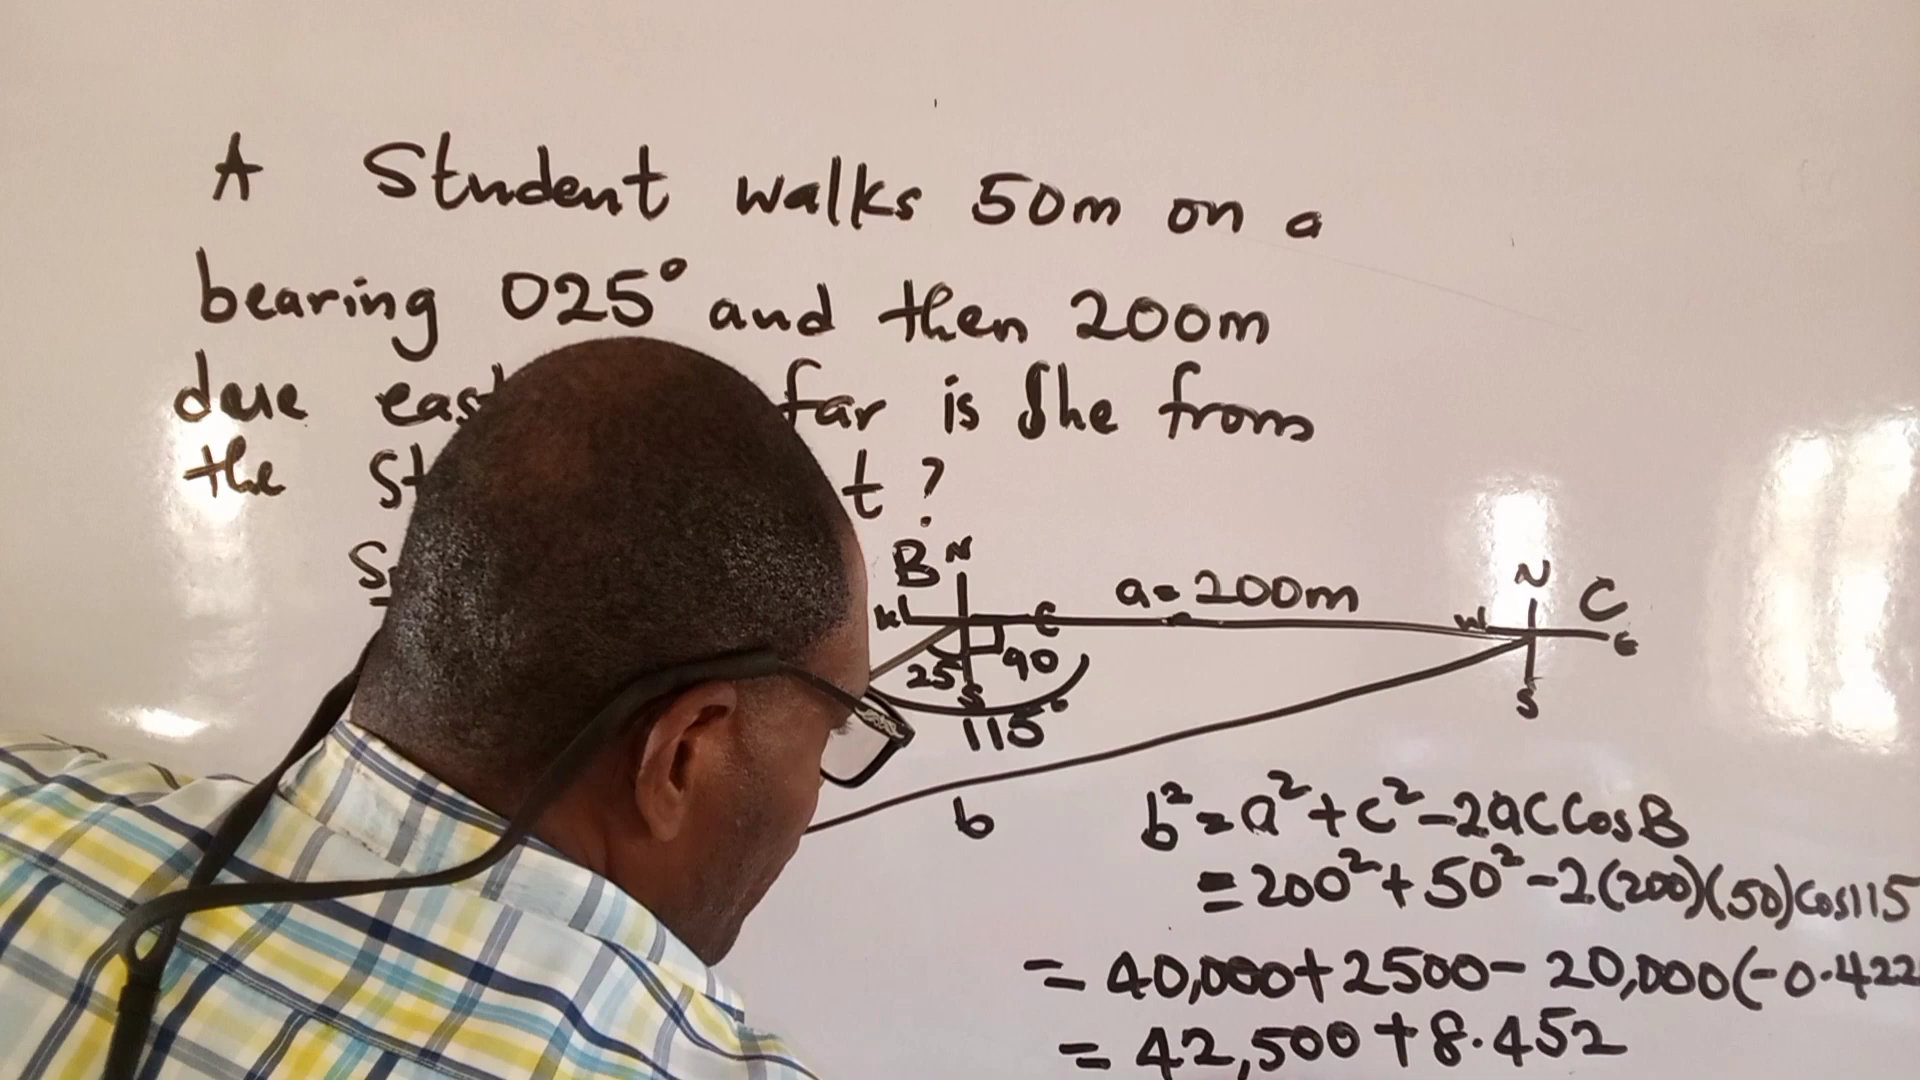 A Student walks 50m on a
bearing 025° and then 200m
due east far is She from
the t ?
B N
W E
a = 200m
N C
W E
25 90
S
115°
S
b
b² = a² + c² - 2ac Cos B
= 200² + 50² - 2(200)(50)Cos115
= 40,000 + 2500 - 20,000(-0.422
= 42,500 + 8.452